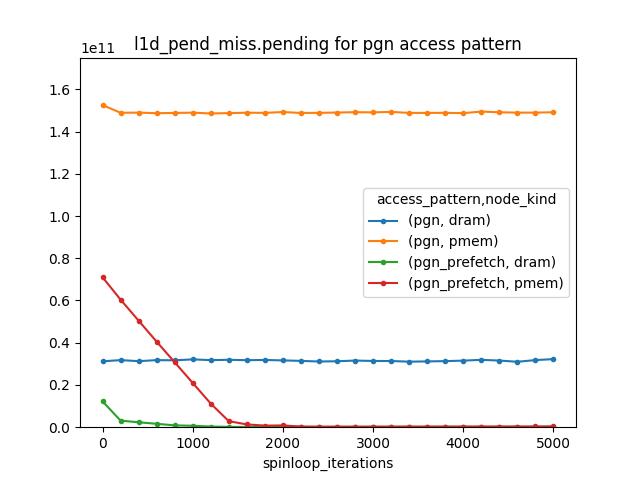 1e11
l1d_pend_miss.pending for pgn access pattern
1.6
1.4
1.2
1.0
0.8
0.6
0.4
0.2
0.0
access_pattern,node_kind
(pgn, dram)
(pgn, pmem)
(pgn_prefetch, dram)
(pgn_prefetch, pmem)
0 1000 2000 3000 4000 5000
spinloop_iterations